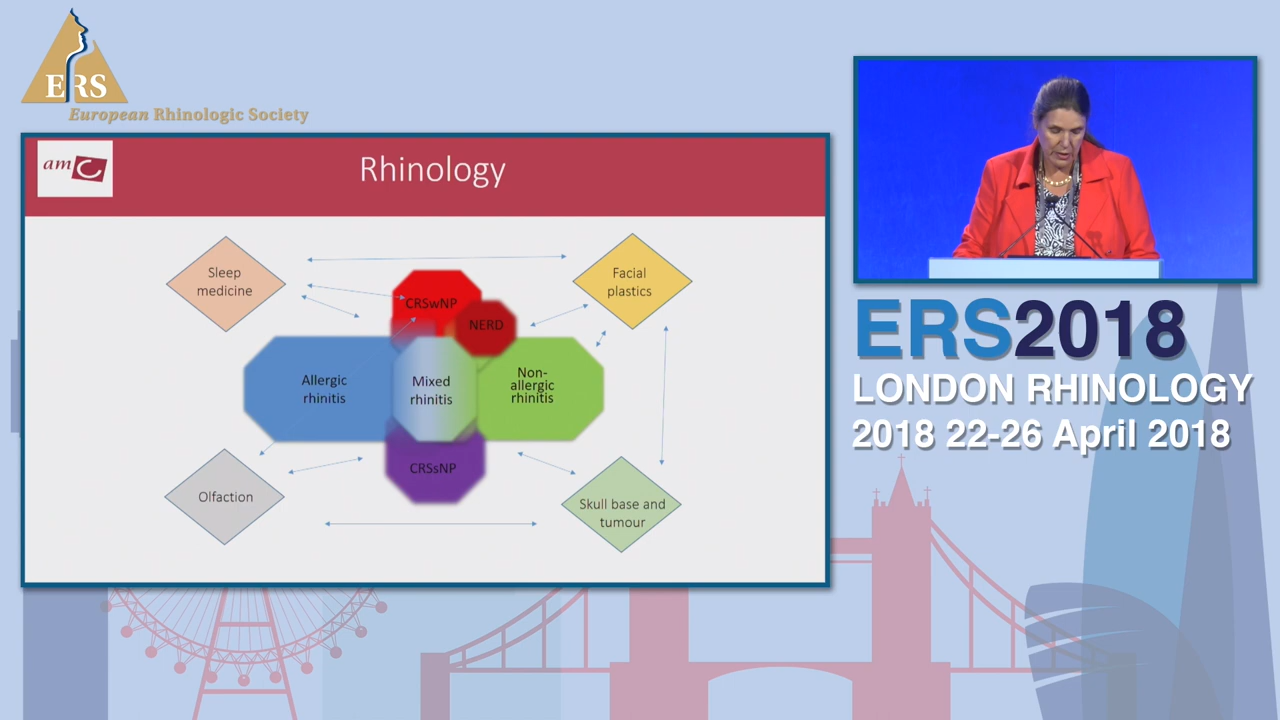 ERS
European Rhinologic Society
amc
Rhinology
Sleep
medicine
Facial
plastics
CRSwNP
NERD
Allergic
rhinitis
Mixed
rhinitis
Non-
allergic
rhinitis
CRSsNP
Olfaction
Skull base and
tumour
ERS2018
LONDON RHINOLOGY
2018 22-26 April 2018